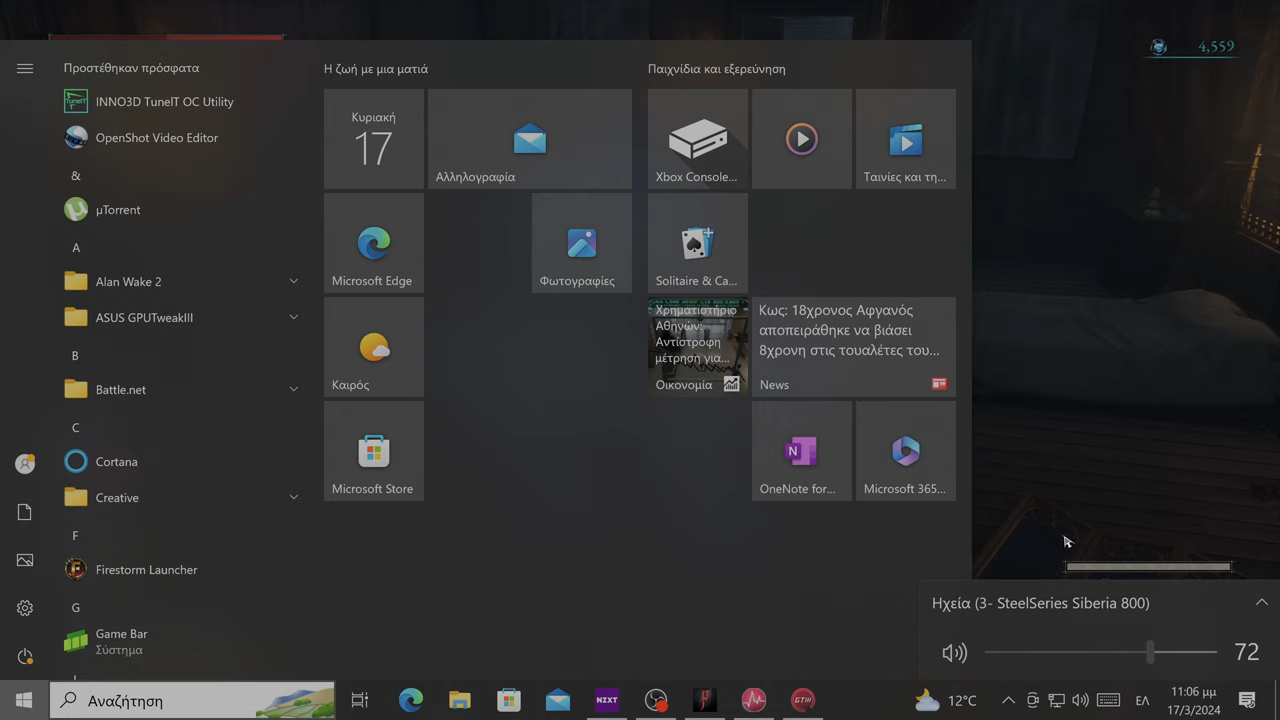 4,559
Προστέθηκαν πρόσφατα
INNO3D TuneIT OC Utility
OpenShot Video Editor
&
μTorrent
A
Alan Wake 2
ASUS GPUTweakIII
B
Battle.net
C
Cortana
Creative
F
Firestorm Launcher
G
Game Bar
Σύστημα
Η ζωή με μια ματιά
Κυριακή
17
Αλληλογραφία
Microsoft Edge
Φωτογραφίες
Καιρός
Microsoft Store
Παιχνίδια και εξερεύνηση
Xbox Console...
Ταινίες και τη...
Solitaire & Ca...
Χρηματιστήριο
Αθηνών:
Αντίστροφη
μέτρηση για...
Οικονομία
Κως: 18χρονος Αφγανός
αποπειράθηκε να βιάσει
8χρονη στις τουαλέτες του...
News
OneNote for...
Microsoft 365...
Ηχεία (3- SteelSeries Siberia 800)
72
Αναζήτηση
NZXT
GTIII
12°C
ΕΛ
11:06 μμ
17/3/2024